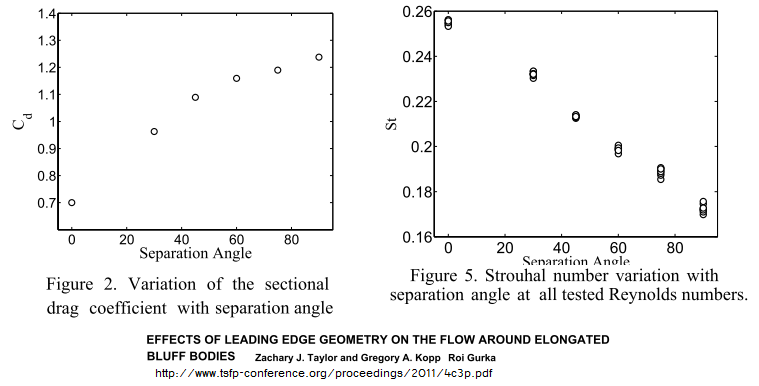 1.4
1.3
1.2
1.1
1
0.9
0.8
0.7
C d
0 20 40 60 80
Separation Angle
Figure 2. Variation of the sectional
drag coefficient with separation angle
0.26
0.24
0.22
0.2
0.18
0.16
St
0 20 40 60 80
Separation Angle
Figure 5. Strouhal number variation with
separation angle at all tested Reynolds numbers.
EFFECTS OF LEADING EDGE GEOMETRY ON THE FLOW AROUND ELONGATED
BLUFF BODIES Zachary J. Taylor and Gregory A. Kopp Roi Gurka
http://www.tsfp-conference.org/proceedings/2011/4c3p.pdf